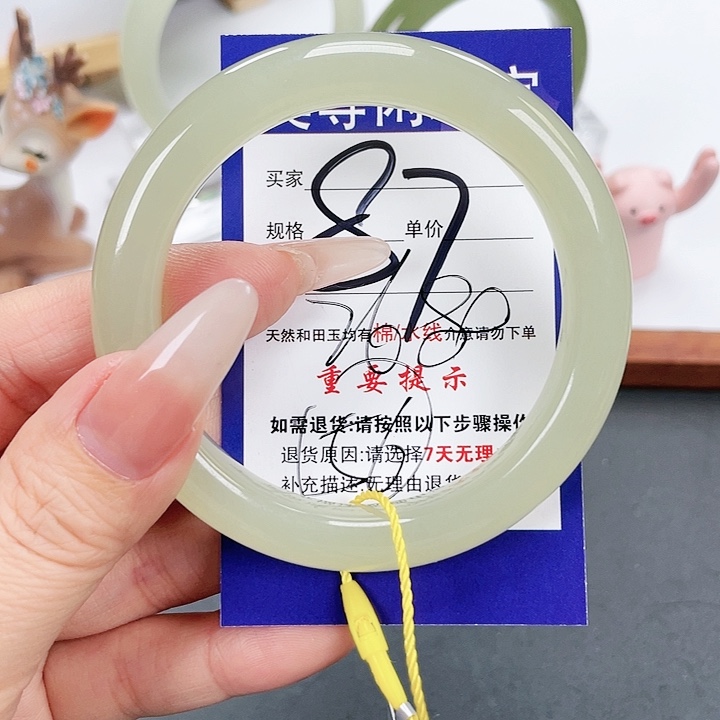 买家
87
规格
单价
7680
天然和田玉均有棉/水线介意请勿下单
重要提示
如需退货:请按照以下步骤操作
退货原因:请选择7天无理
补充描述:无理由退货